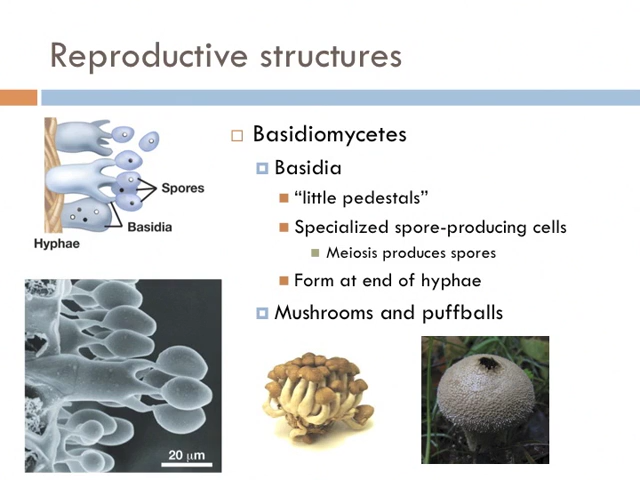 Reproductive structures
Spores
Basidia
Hyphae
20 μm
Basidiomycetes
Basidia
“little pedestals”
Specialized spore-producing cells
Meiosis produces spores
Form at end of hyphae
Mushrooms and puffballs